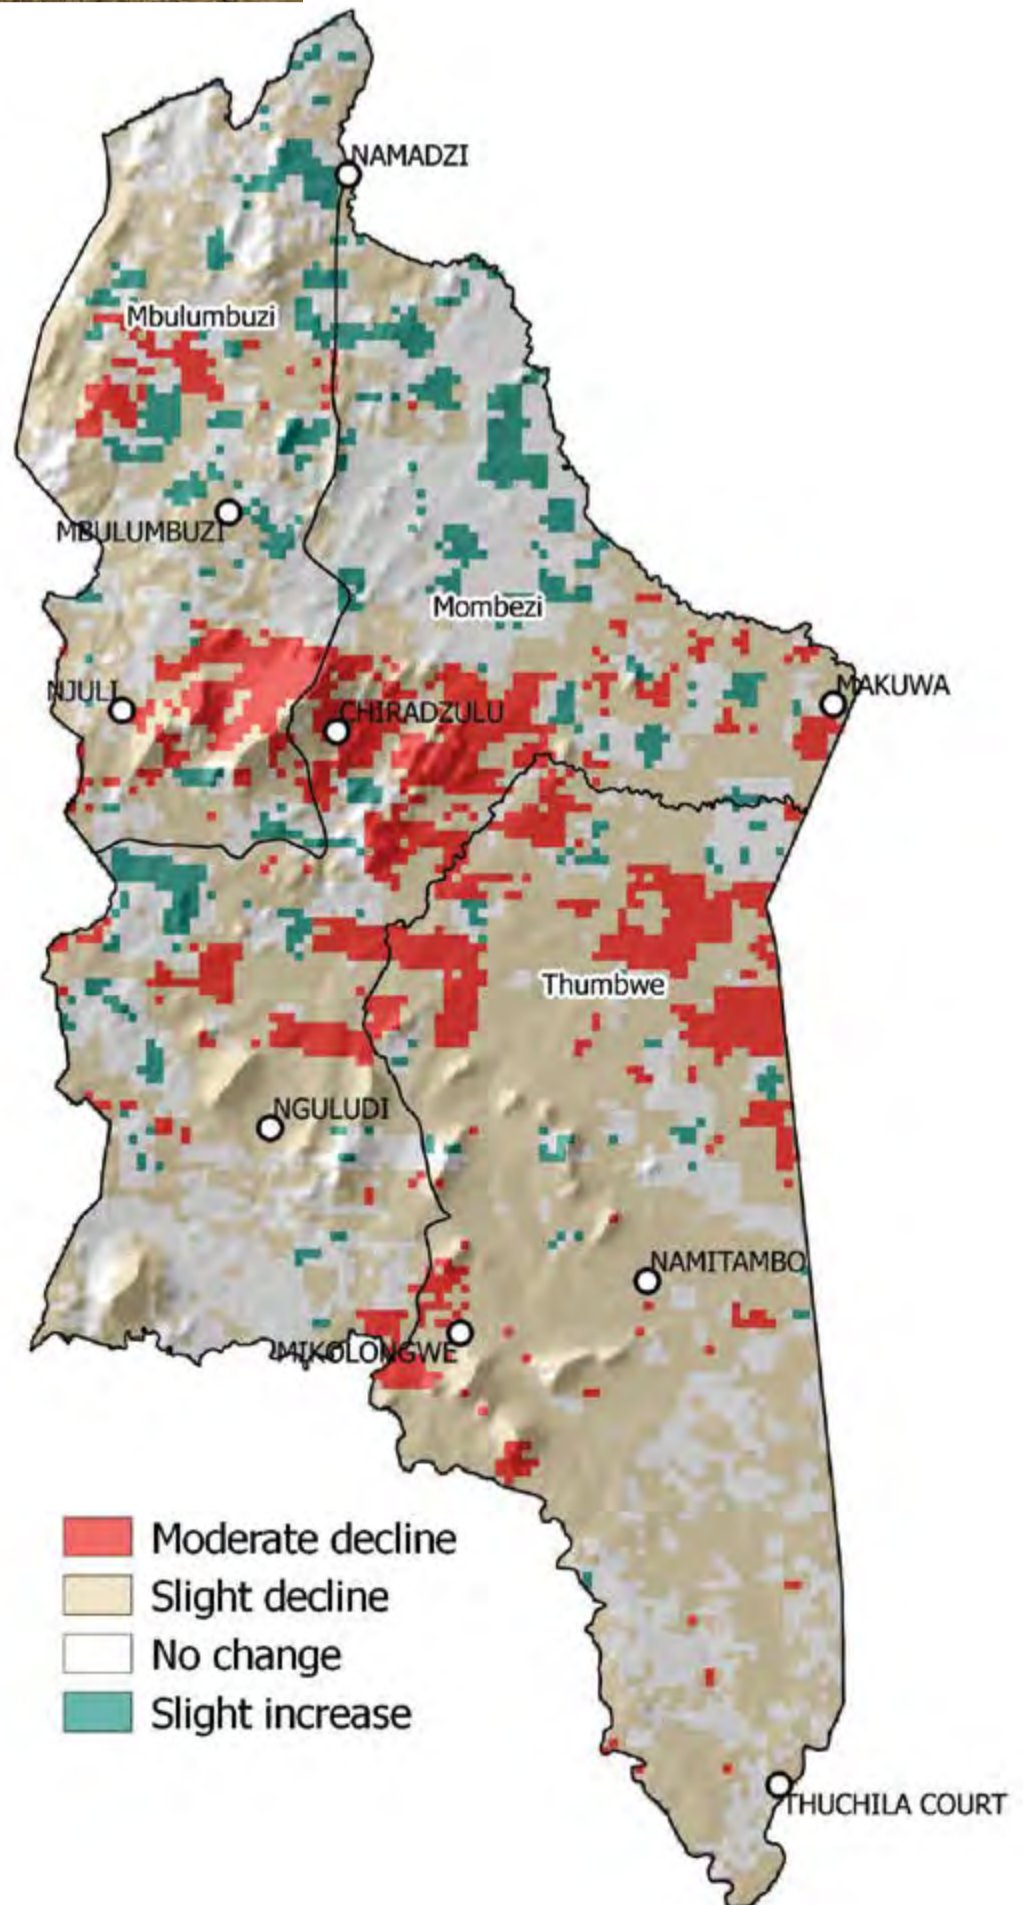 NAMADZI
Mbulumbuzi
MBULUMBUZI
Mombezi
NJULI
MAKUWA
CHIRADZULU
Thumbwe
NGULUDI
NAMITAMBO
MIKOLONGWE
Moderate decline
Slight decline
No change
Slight increase
THUCHILA COURT